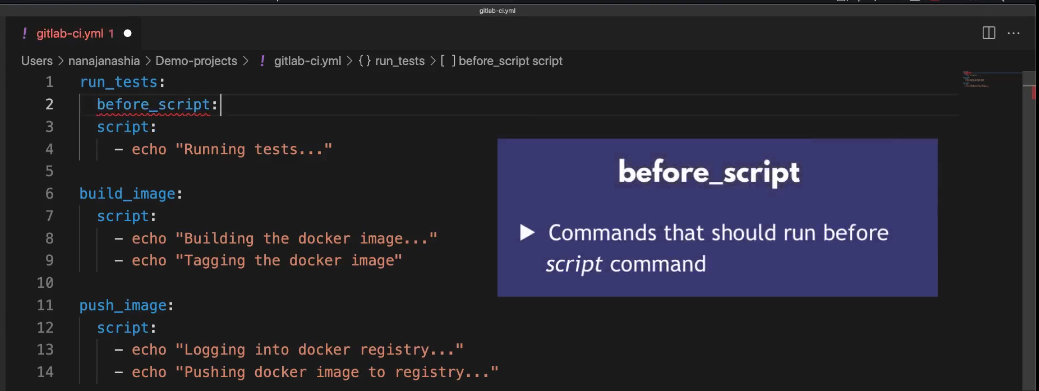 gitlab-ci.yml
! gitlab-ci.yml 1 ●
Users > nanajanashia > Demo-projects > ! gitlab-ci.yml > {} run_tests > [ ] before_script script
1 run_tests:
2 before_script:
3 script:
4 - echo "Running tests..."
5
6 build_image:
7 script:
8 - echo "Building the docker image..."
9 - echo "Tagging the docker image"
10
11 push_image:
12 script:
13 - echo "Logging into docker registry..."
14 - echo "Pushing docker image to registry..."
before_script
▶ Commands that should run before
script command